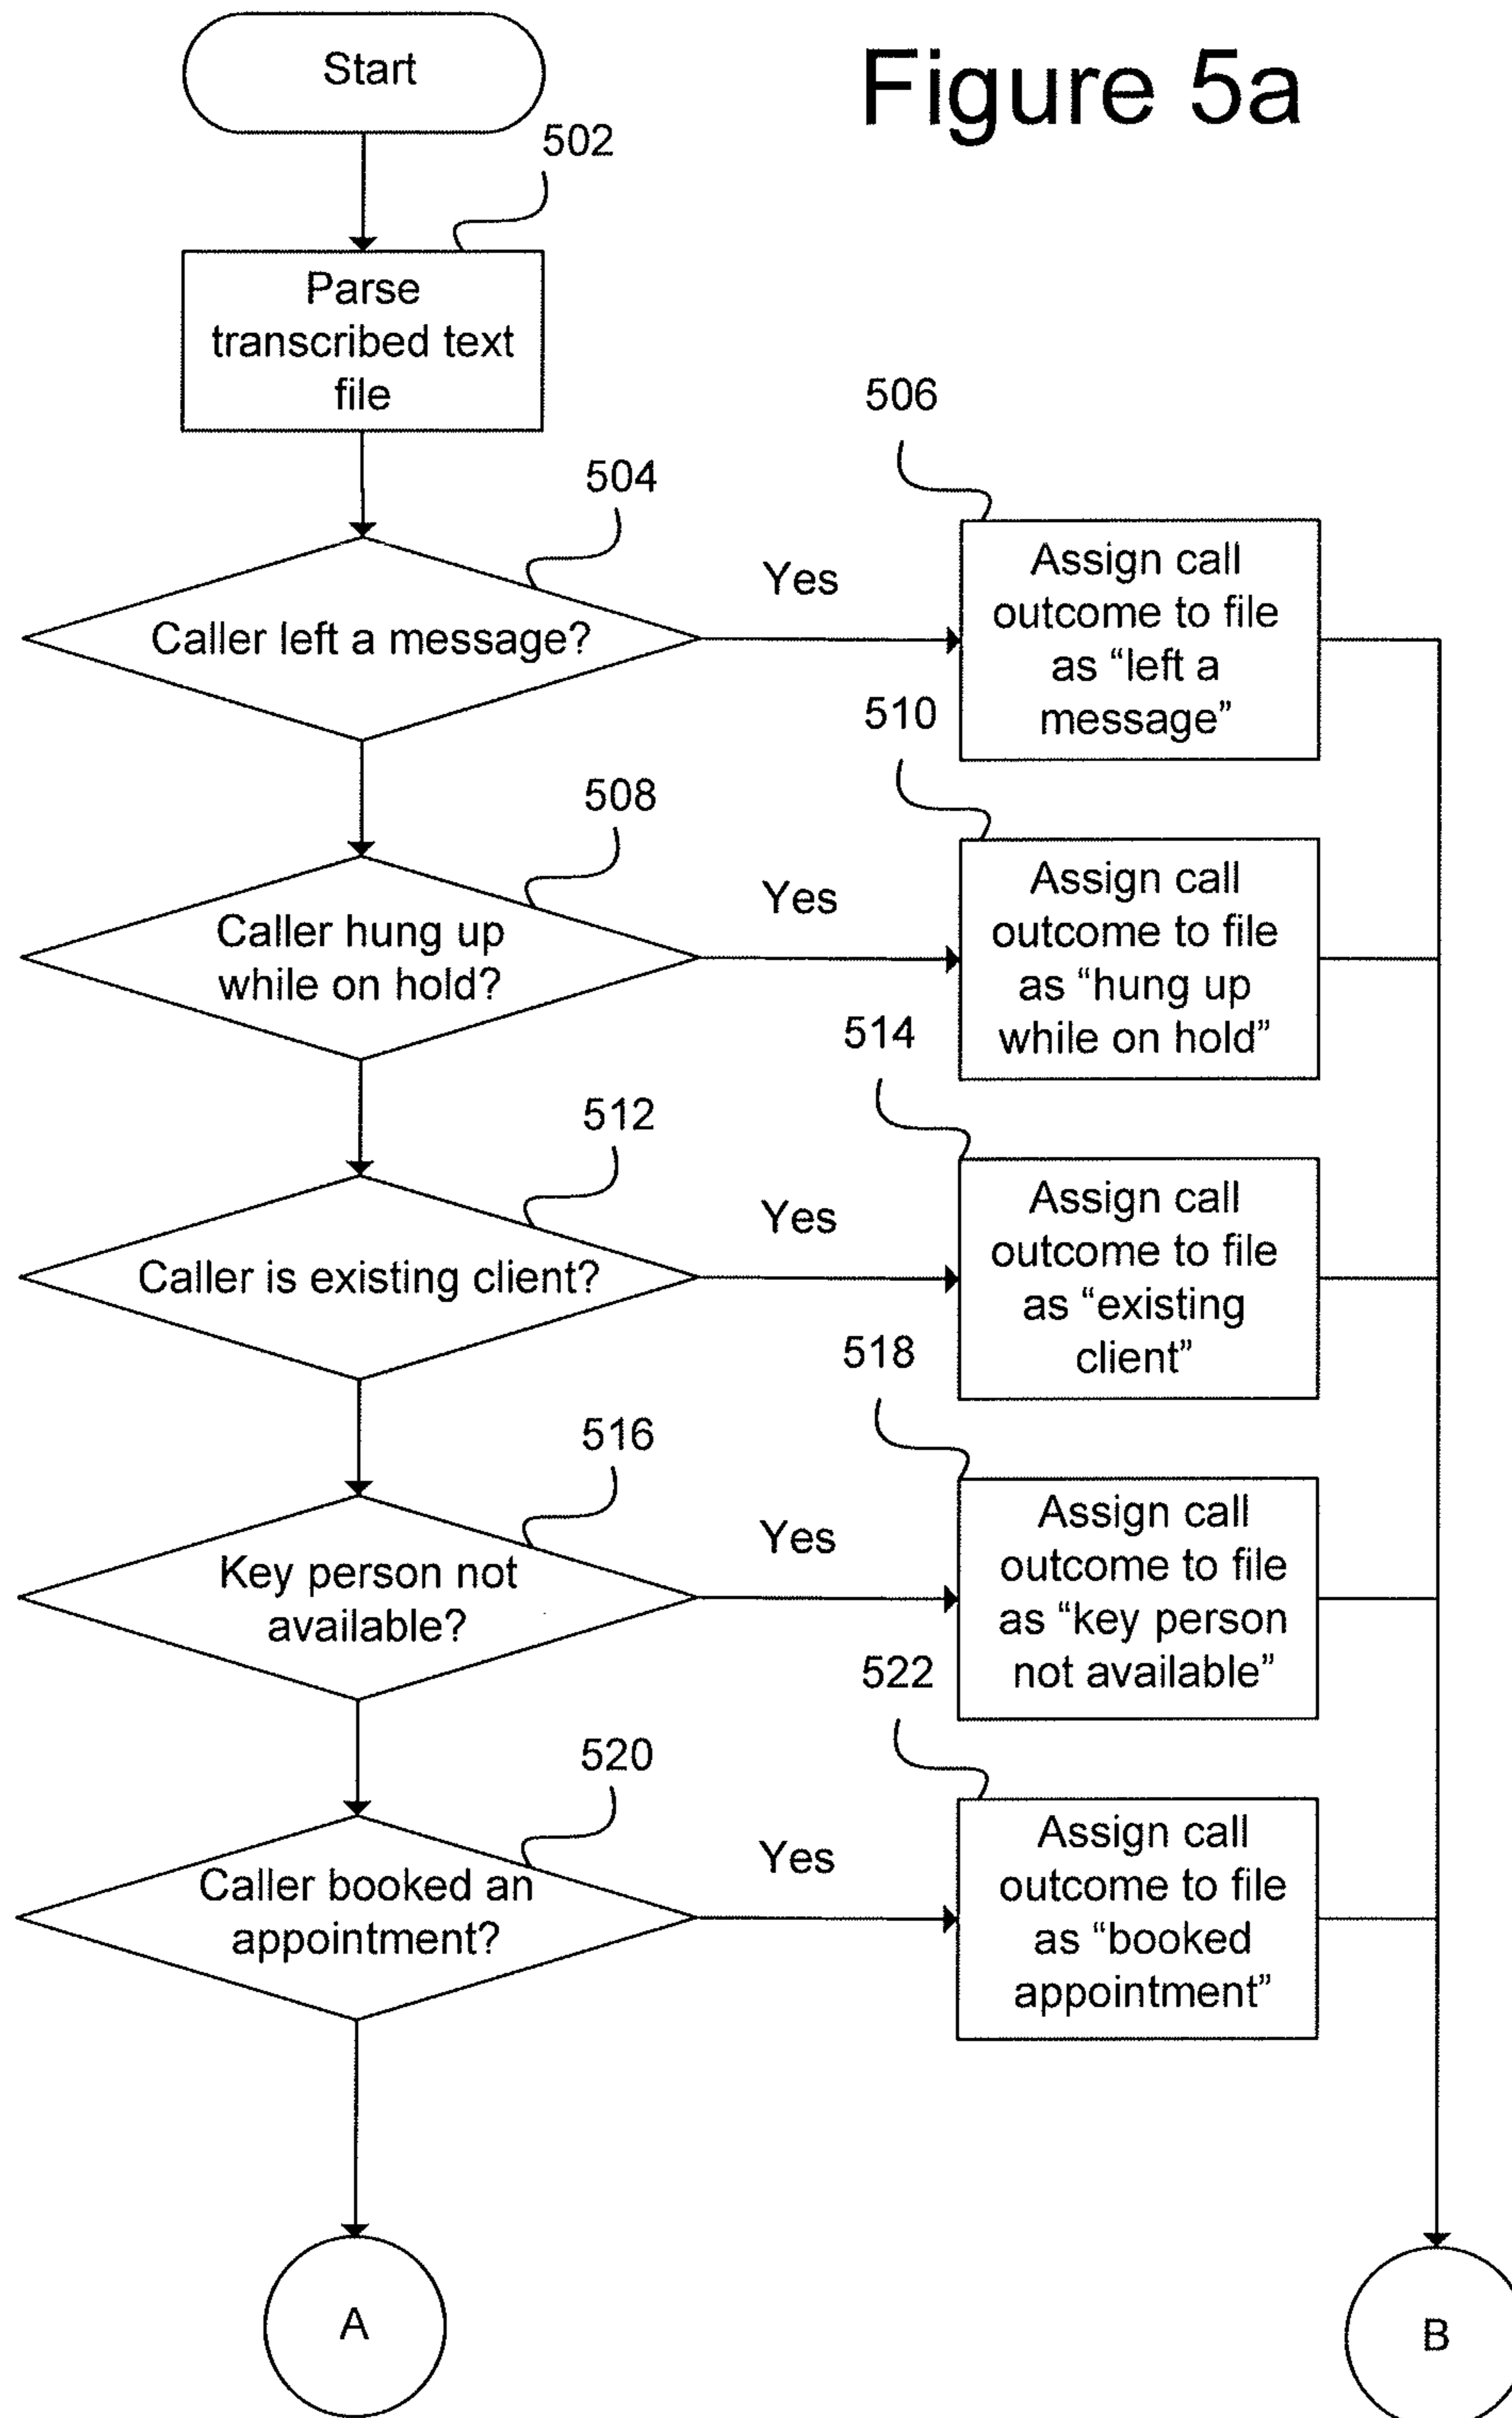 Start
Figure 5a
502
Parse
transcribed text
file
504
Caller left a message?
Yes
506
Assign call
outcome to file
as “left a
message”
508
Caller hung up
while on hold?
Yes
510
Assign call
outcome to file
as “hung up
while on hold”
512
Caller is existing client?
Yes
514
Assign call
outcome to file
as “existing
client”
516
Key person not
available?
Yes
518
Assign call
outcome to file
as “key person
not available”
520
Caller booked an
appointment?
Yes
522
Assign call
outcome to file
as “booked
appointment”
A
B